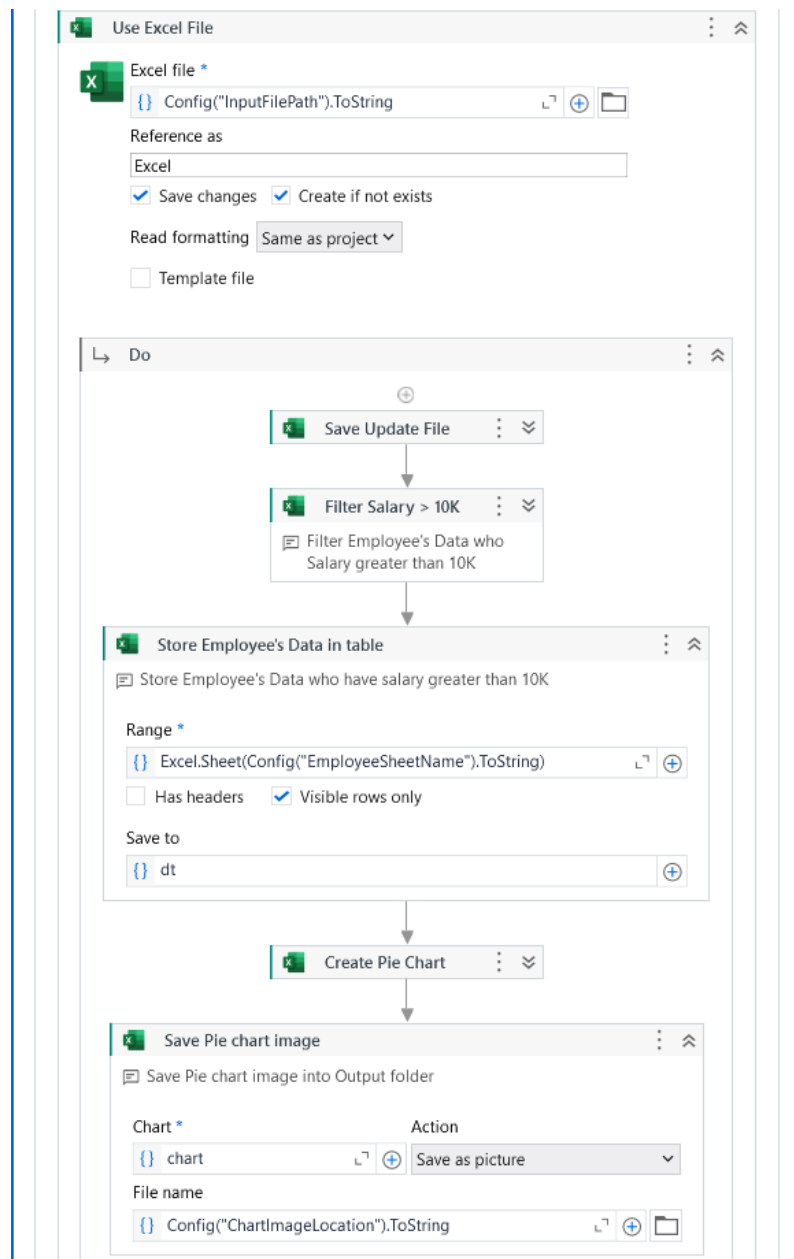 Use Excel File
Excel file *
{} Config("InputFilePath").ToString
Reference as
Excel
Save changes Create if not exists
Read formatting Same as project
Template file
Do
Save Update File
Filter Salary > 10K
Filter Employee's Data who
Salary greater than 10K
Store Employee's Data in table
Store Employee's Data who have salary greater than 10K
Range *
{} Excel.Sheet(Config("EmployeeSheetName").ToString)
Has headers Visible rows only
Save to
{} dt
Create Pie Chart
Save Pie chart image
Save Pie chart image into Output folder
Chart * Action
{} chart Save as picture
File name
{} Config("ChartImageLocation").ToString